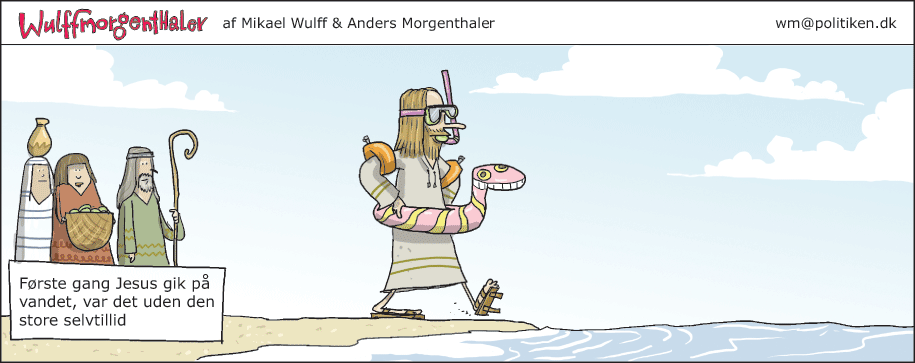 Wulffmorgenthaler
af Mikael Wulff & Anders Morgenthaler
wm@politiken.dk
Første gang Jesus gik på
vandet, var det uden den
store selvtillid